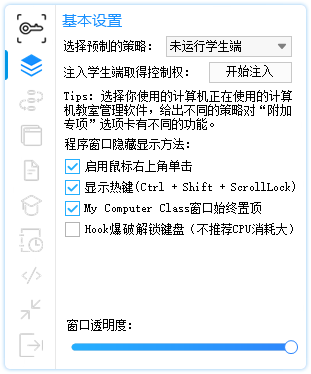 基本设置
选择预制的策略： 未运行学生端
注入学生端取得控制权： 开始注入
Tips: 选择你使用的计算机正在使用的计算
机教室管理软件，给出不同的策略对“附加
专项”选项卡有不同的功能。
程序窗口隐藏显示方法：
启用鼠标右上角单击
显示热键(Ctrl + Shift + ScrollLock)
My Computer Class窗口始终置顶
Hook爆破解锁键盘（不推荐CPU消耗大）
窗口透明度：